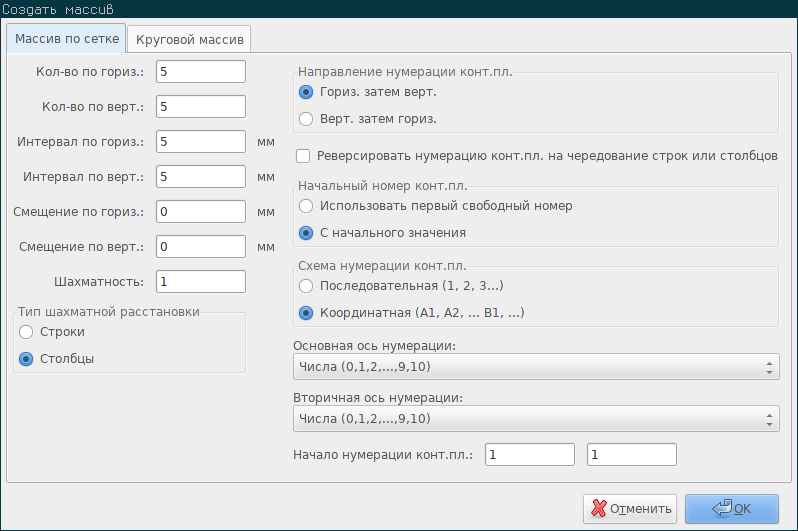 Создать массив
Массив по сетке
Круговой массив
Кол-во по гориз.: 5
Кол-во по верт.: 5
Интервал по гориз.: 5 мм
Интервал по верт.: 5 мм
Смещение по гориз.: 0 мм
Смещение по верт.: 0 мм
Шахматность: 1
Тип шахматной расстановки
Строки
Столбцы
Направление нумерации конт.пл.
Гориз. затем верт.
Верт. затем гориз.
Реверсировать нумерацию конт.пл. на чередование строк или столбцов
Начальный номер конт.пл.
Использовать первый свободный номер
С начального значения
Схема нумерации конт.пл.
Последовательная (1, 2, 3...)
Координатная (A1, A2, ... B1, ...)
Основная ось нумерации:
Числа (0,1,2,...,9,10)
Вторичная ось нумерации:
Числа (0,1,2,...,9,10)
Начало нумерации конт.пл.: 1 1
Отменить
OK